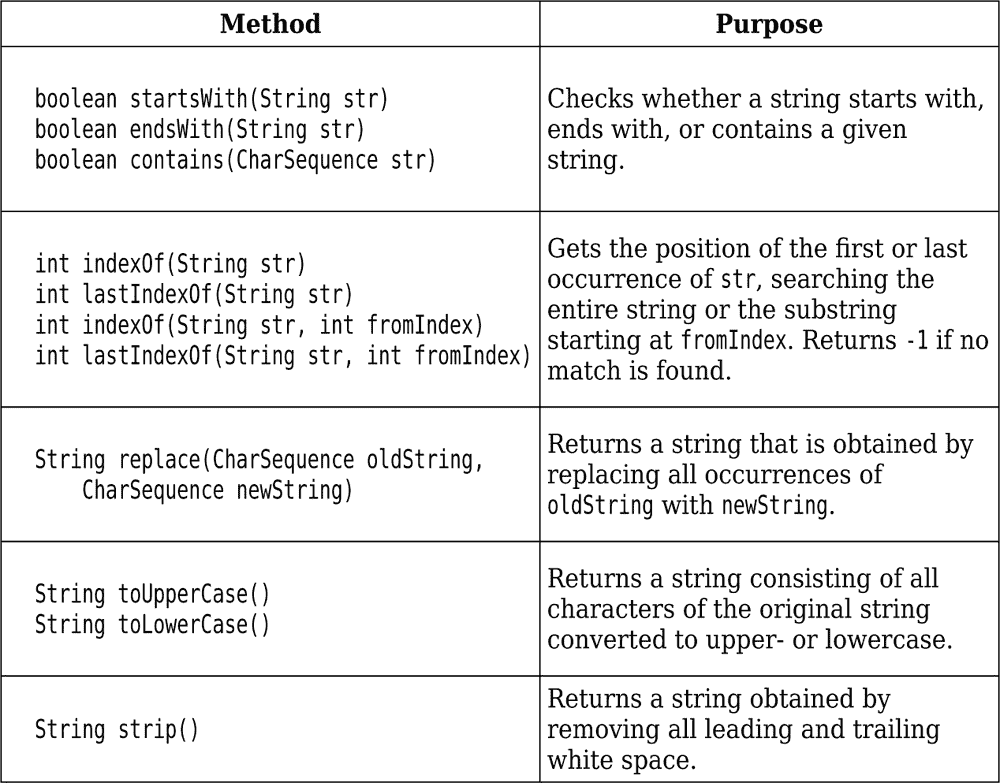 Method
Purpose
boolean startsWith(String str)
boolean endsWith(String str)
boolean contains(CharSequence str)
Checks whether a string starts with,
ends with, or contains a given
string.
int indexOf(String str)
int lastIndexOf(String str)
int indexOf(String str, int fromIndex)
int lastIndexOf(String str, int fromIndex)
Gets the position of the first or last
occurrence of str, searching the
entire string or the substring
starting at fromIndex. Returns -1 if no
match is found.
String replace(CharSequence oldString,
CharSequence newString)
Returns a string that is obtained by
replacing all occurrences of
oldString with newString.
String toUpperCase()
String toLowerCase()
Returns a string consisting of all
characters of the original string
converted to upper- or lowercase.
String strip()
Returns a string obtained by
removing all leading and trailing
white space.